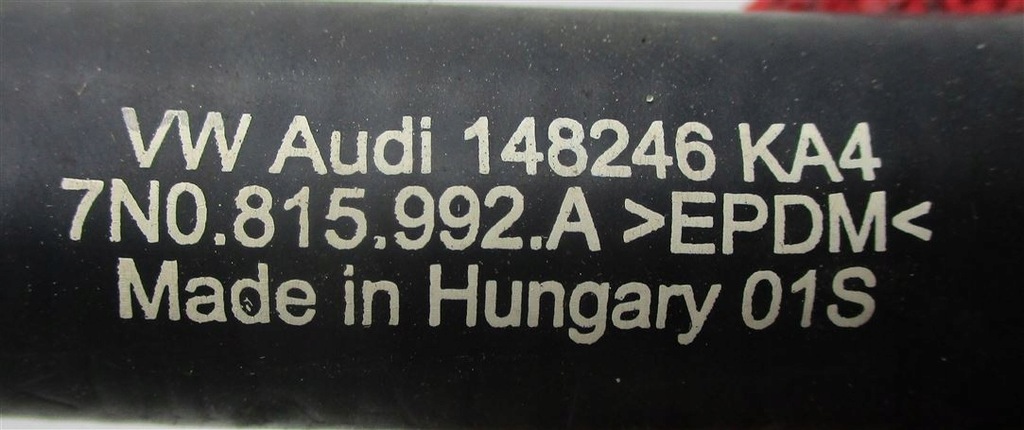 VW Audi 148246 KA4
7N0.815.992.A >EPDM<
Made in Hungary 01S